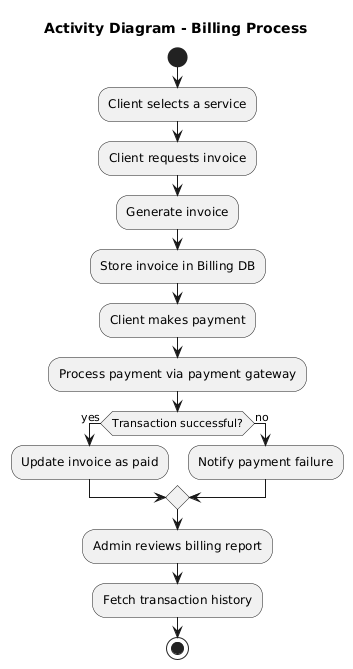 Activity Diagram - Billing Process
Client selects a service
Client requests invoice
Generate invoice
Store invoice in Billing DB
Client makes payment
Process payment via payment gateway
Transaction successful?
yes
no
Update invoice as paid
Notify payment failure
Admin reviews billing report
Fetch transaction history